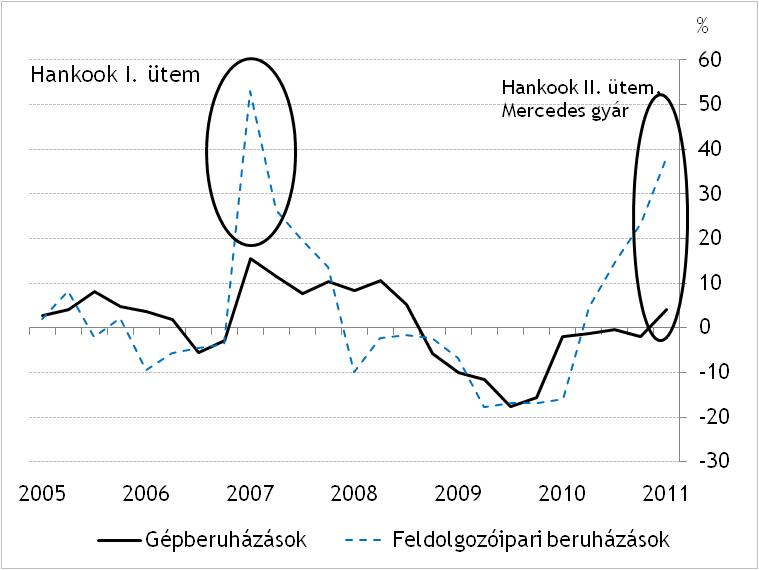 %
60
Hankook I. ütem
Hankook II. ütem,
Mercedes gyár
50
40
30
20
10
0
-10
-20
-30
2005 2006 2007 2008 2009 2010 2011
Gépberuházások Feldolgozóipari beruházások